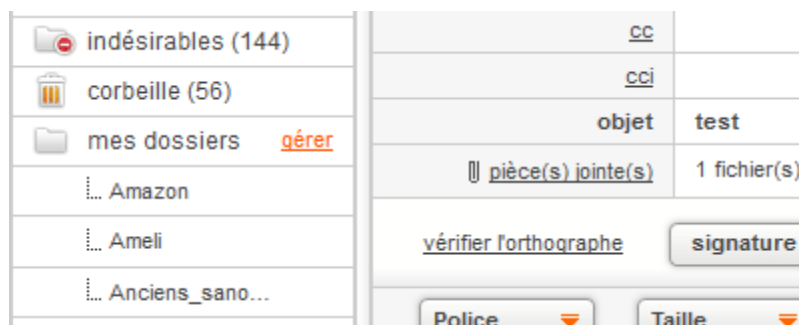 indésirables (144)
corbeille (56)
mes dossiers gérer
Amazon
Ameli
Anciens_sano...
cc
cci
objet test
pièce(s) jointe(s) 1 fichier(s)
vérifier l'orthographe signature
Police Taille